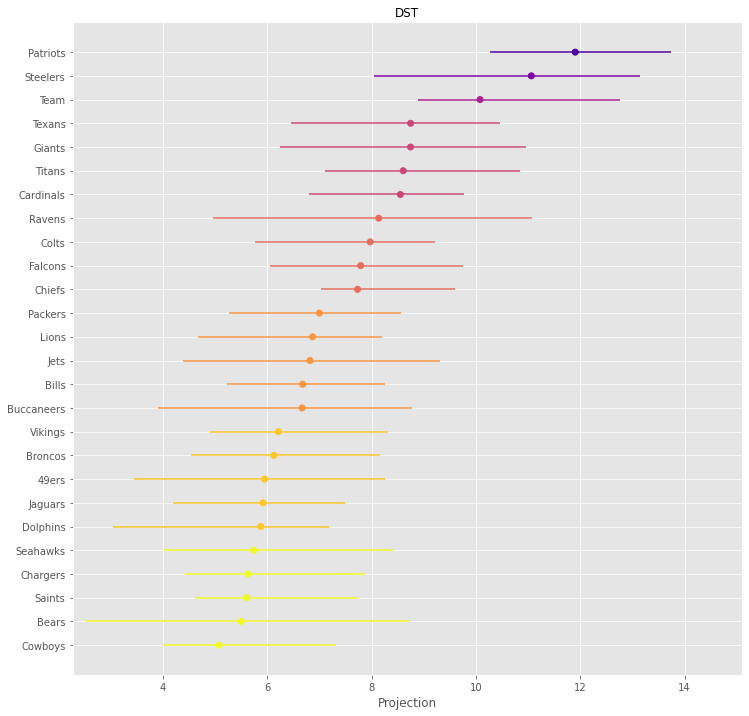 DST
Patriots
Steelers
Team
Texans
Giants
Titans
Cardinals
Ravens
Colts
Falcons
Chiefs
Packers
Lions
Jets
Bills
Buccaneers
Vikings
Broncos
49ers
Jaguars
Dolphins
Seahawks
Chargers
Saints
Bears
Cowboys
4 6 8 10 12 14
Projection